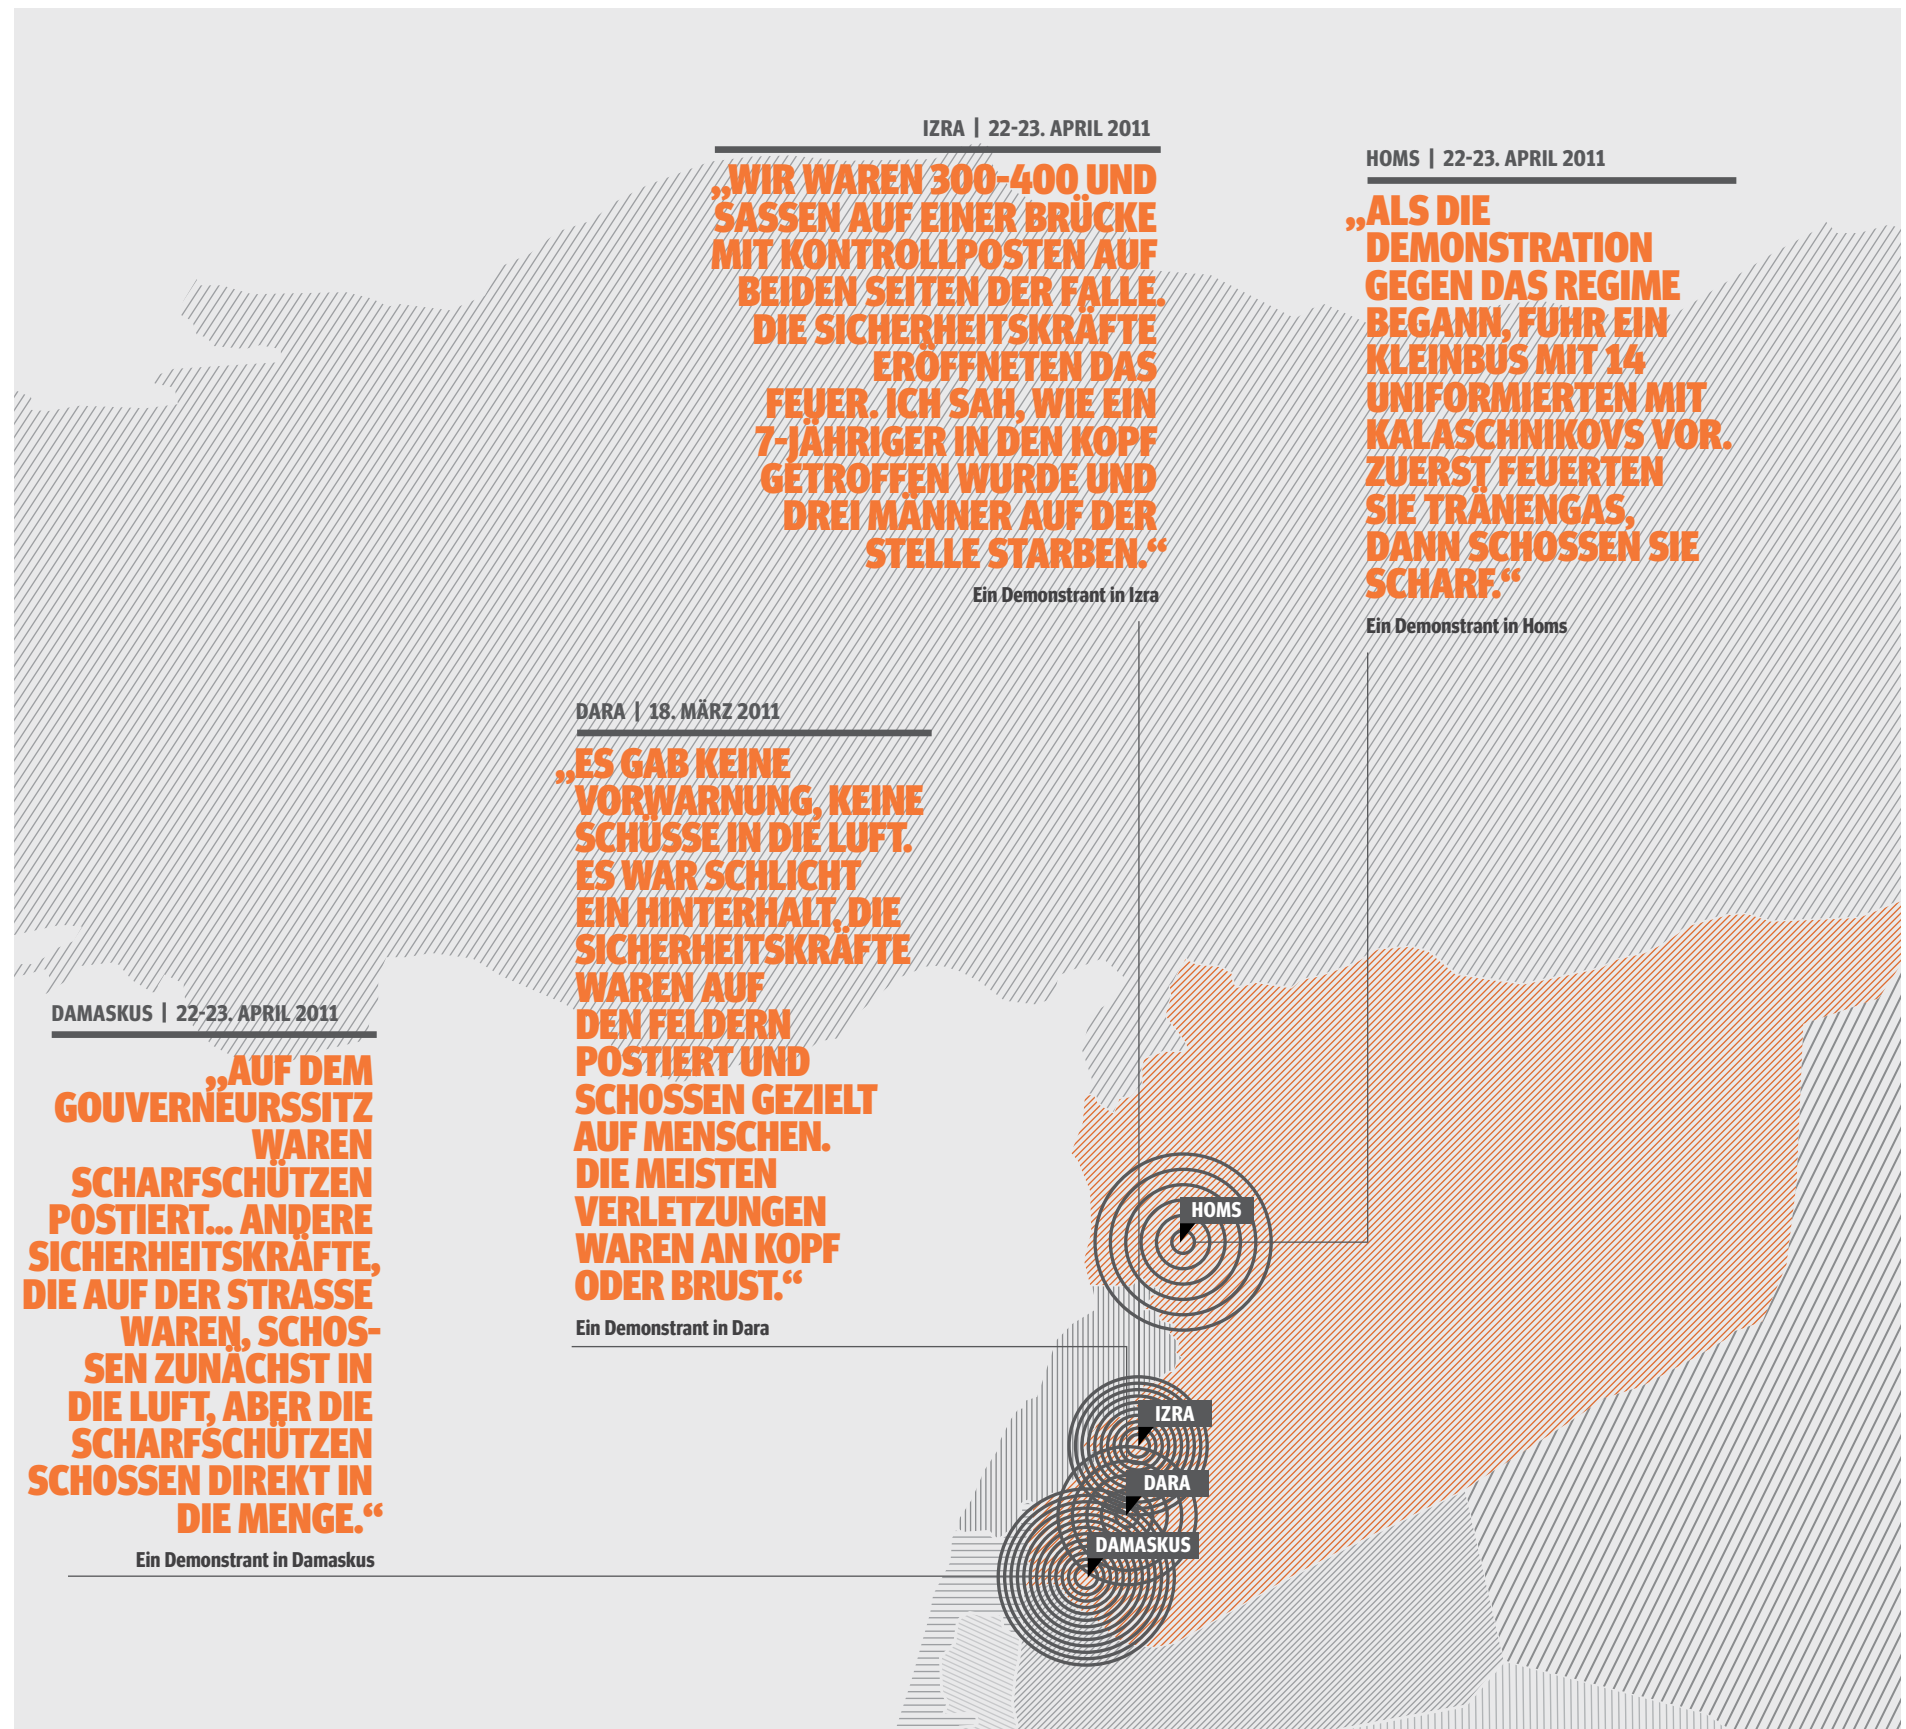 IZRA | 22-23. APRIL 2011
„WIR WAREN 300-400 UND
SASSEN AUF EINER BRÜCKE
MIT KONTROLLPOSTEN AUF
BEIDEN SEITEN DER FALLE.
DIE SICHERHEITSKRÄFTE
ERÖFFNETEN DAS
FEUER. ICH SAH, WIE EIN
7-JÄHRIGER IN DEN KOPF
GETROFFEN WURDE UND
DREI MÄNNER AUF DER
STELLE STARBEN.“
Ein Demonstrant in Izra
HOMS | 22-23. APRIL 2011
„ALS DIE
DEMONSTRATION
GEGEN DAS REGIME
BEGANN, FUHR EIN
KLEINBUS MIT 14
UNIFORMIERTEN MIT
KALASCHNIKOVS VOR.
ZUERST FEUERTEN
SIE TRÄNENGAS,
DANN SCHOSSEN SIE
SCHARF.“
Ein Demonstrant in Homs
DARA | 18. MÄRZ 2011
„ES GAB KEINE
VORWARNUNG, KEINE
SCHÜSSE IN DIE LUFT.
ES WAR SCHLICHT
EIN HINTERHALT, DIE
SICHERHEITSKRÄFTE
WAREN AUF
DEN FELDERN
POSTIERT UND
SCHOSSEN GEZIELT
AUF MENSCHEN.
DIE MEISTEN
VERLETZUNGEN
WAREN AN KOPF
ODER BRUST.“
Ein Demonstrant in Dara
DAMASKUS | 22-23. APRIL 2011
„AUF DEM
GOUVERNEURSSITZ
WAREN
SCHARFSCHÜTZEN
POSTIERT... ANDERE
SICHERHEITSKRÄFTE,
DIE AUF DER STRASSE
WAREN, SCHOS-
SEN ZUNÄCHST IN
DIE LUFT, ABER DIE
SCHARFSCHÜTZEN
SCHOSSEN DIREKT IN
DIE MENGE.“
Ein Demonstrant in Damaskus
HOMS
IZRA
DARA
DAMASKUS